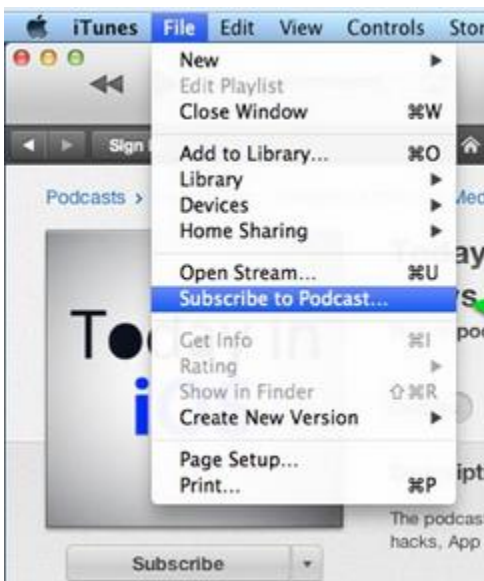 iTunes File Edit View Controls
New
Edit Playlist
Close Window ⌘W
Sign
Add to Library... ⌘O
Library
Podcasts >
Devices
Home Sharing
Open Stream... ⌘U
Subscribe to Podcast...
Get Info ⌘I
Rating
Show in Finder ⇧⌘R
Create New Version
Page Setup...
Print... ⌘P
The podcas
hacks, App
Subscribe